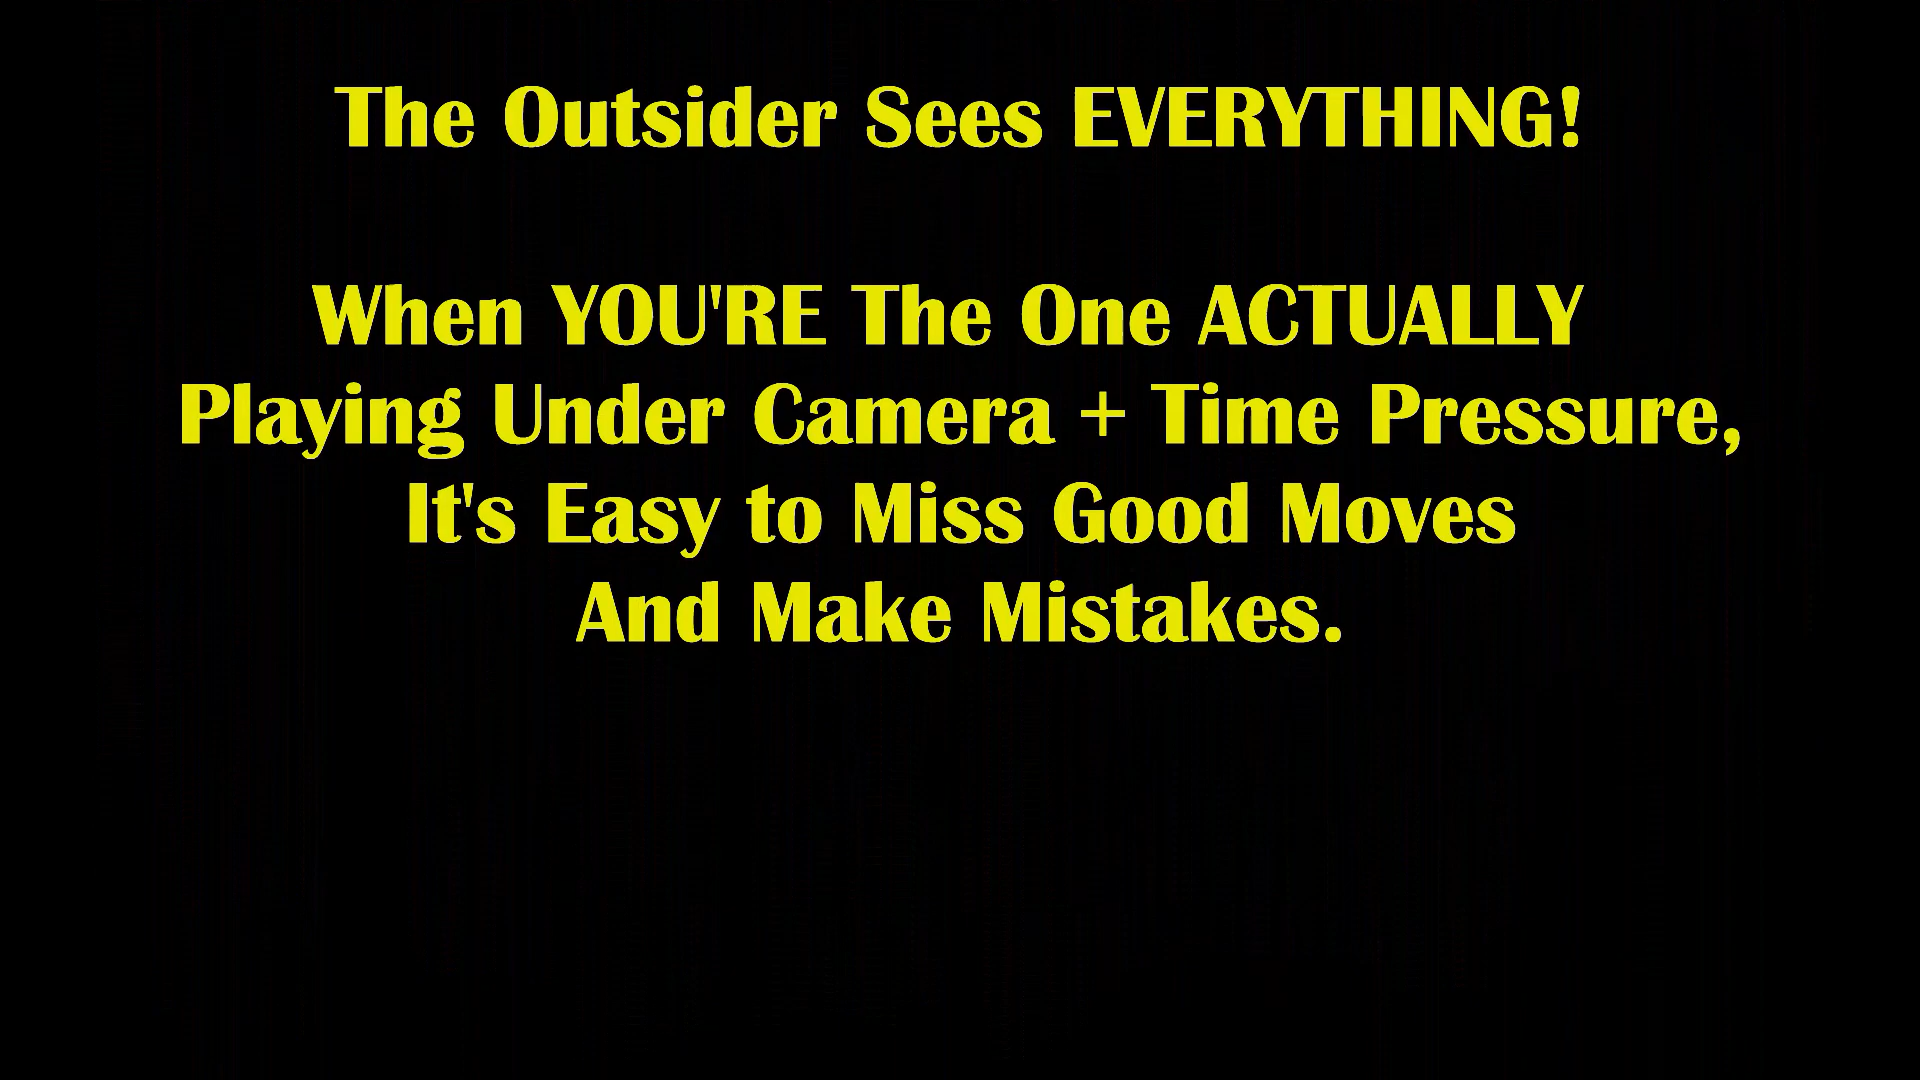 The Outsider Sees EVERYTHING!
When YOU'RE The One ACTUALLY
Playing Under Camera + Time Pressure,
It's Easy to Miss Good Moves
And Make Mistakes.